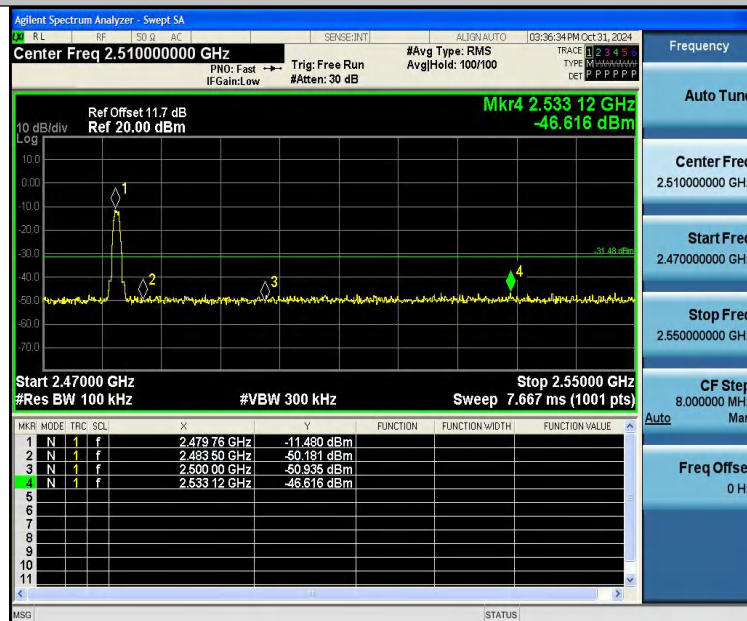 Agilent Spectrum Analyzer - Swept SA
LXI RL RF 50 Ω AC SENSE:INT ALIGN AUTO 03:36:34 PM Oct 31, 2024
Center Freq 2.510000000 GHz
PNO: Fast
IFGain:Low
Trig: Free Run
#Atten: 30 dB
#Avg Type: RMS
Avg|Hold: 100/100
TRACE 1 2 3 4 5 6
TYPE M
DET P P P P P P
Ref Offset 11.7 dB
10 dB/div Ref 20.00 dBm
Log
Mkr4 2.533 12 GHz
-46.616 dBm
10.0
0.00
-10.0
-20.0
-30.0
-40.0
-50.0
-60.0
-70.0
1
2
3
4
-31.48 dBm
Start 2.47000 GHz Stop 2.55000 GHz
#Res BW 100 kHz #VBW 300 kHz Sweep 7.667 ms (1001 pts)
MKR MODE TRC SCL X Y FUNCTION FUNCTION WIDTH FUNCTION VALUE
1 N 1 f 2.479 76 GHz -11.480 dBm
2 N 1 f 2.483 50 GHz -50.181 dBm
3 N 1 f 2.500 00 GHz -50.935 dBm
4 N 1 f 2.533 12 GHz -46.616 dBm
5
6
7
8
9
10
11
MSG STATUS
Frequency
Auto Tune
Center Freq
2.510000000 GHz
Start Freq
2.470000000 GHz
Stop Freq
2.550000000 GHz
CF Step
8.000000 MHz
Auto Man
Freq Offset
0 Hz